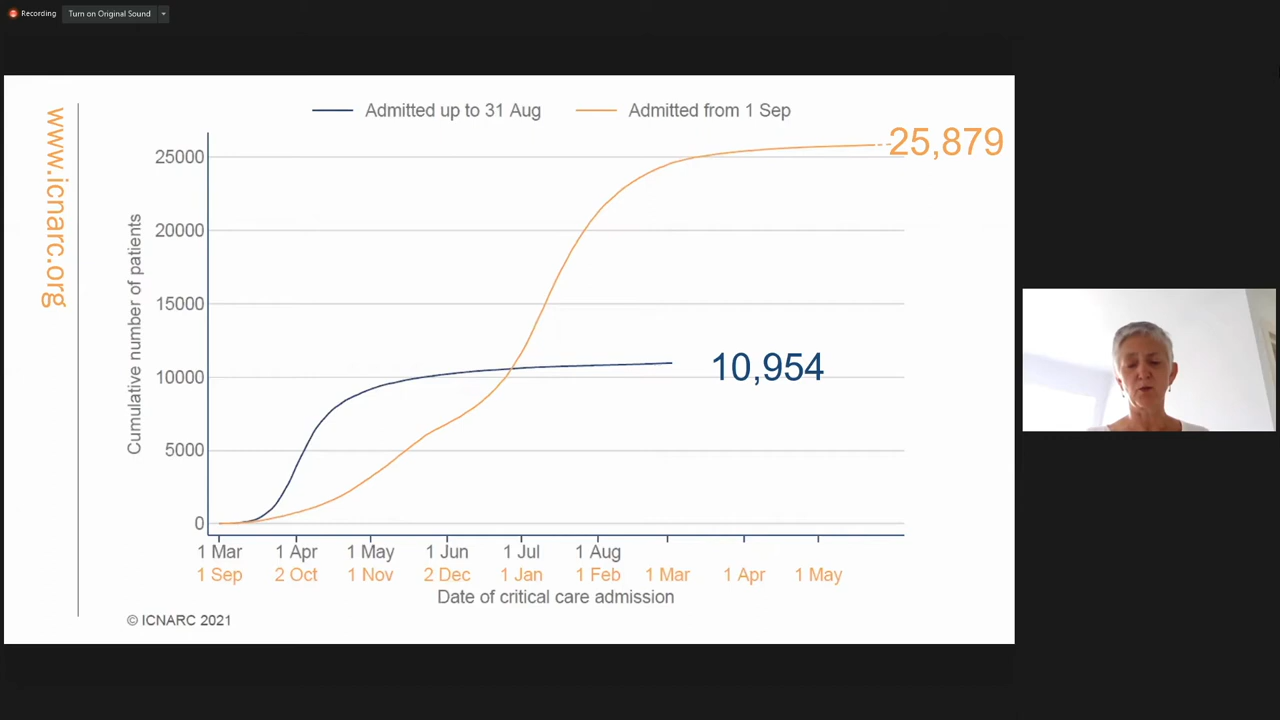 Recording
Turn on Original Sound
www.icnarc.org
Admitted up to 31 Aug
Admitted from 1 Sep
25,879
10,954
Cumulative number of patients
25000
20000
15000
10000
5000
0
1 Mar 1 Apr 1 May 1 Jun 1 Jul 1 Aug
1 Sep 2 Oct 1 Nov 2 Dec 1 Jan 1 Feb 1 Mar 1 Apr 1 May
Date of critical care admission
© ICNARC 2021